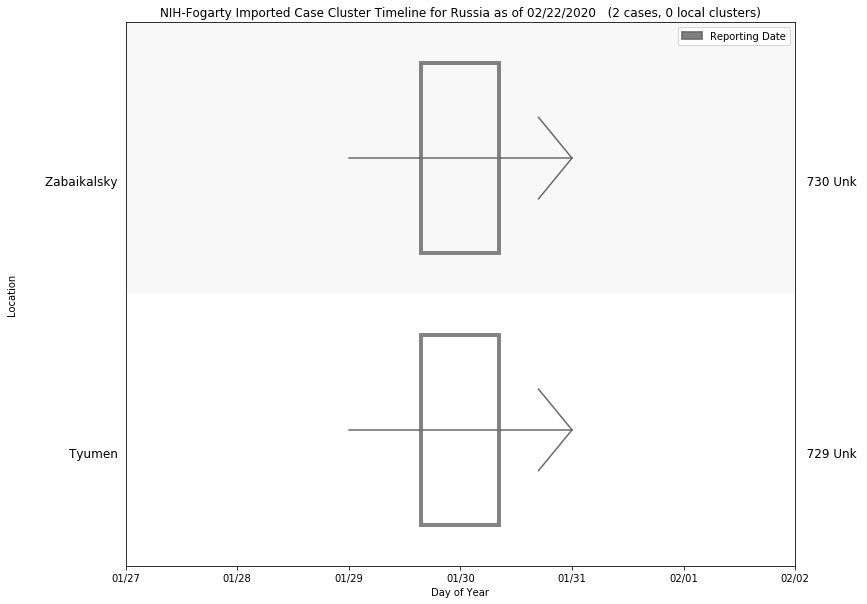 NIH-Fogarty Imported Case Cluster Timeline for Russia as of 02/22/2020   (2 cases, 0 local clusters)
Reporting Date
Zabaikalsky
730 Unk
Location
Tyumen
729 Unk
01/27 01/28 01/29 01/30 01/31 02/01 02/02
Day of Year